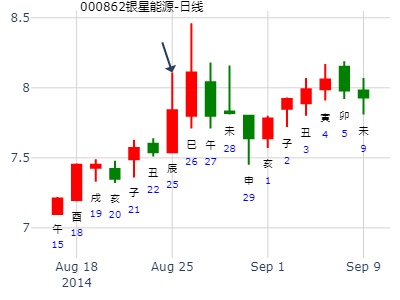 000862银星能源-日线
8.5
8
7.5
7
午 15
酉 18
戌 19
亥 20
子 21
丑 22
辰 25
巳 26
午 27
未 28
申 29
亥 1
子 2
丑 3
寅 4
卯 5
未 9
Aug 18
2014
Aug 25
Sep 1
Sep 9